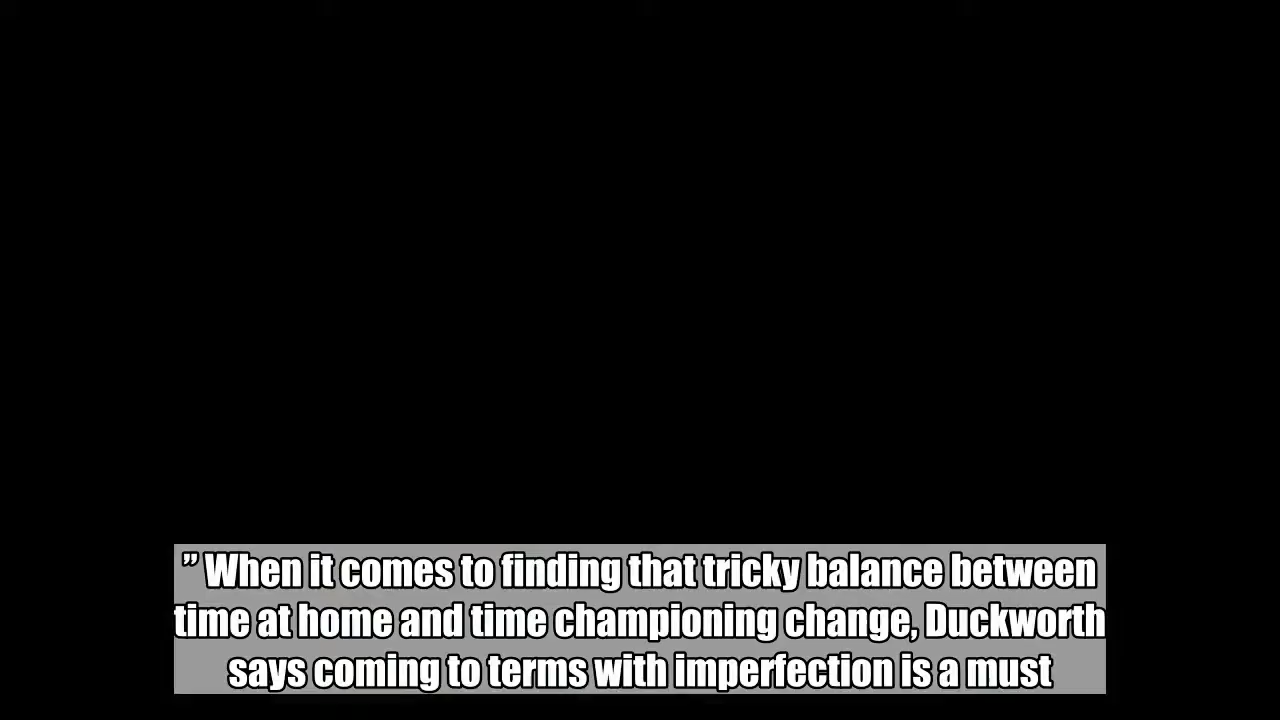 ” When it comes to finding that tricky balance between
time at home and time championing change, Duckworth
says coming to terms with imperfection is a must